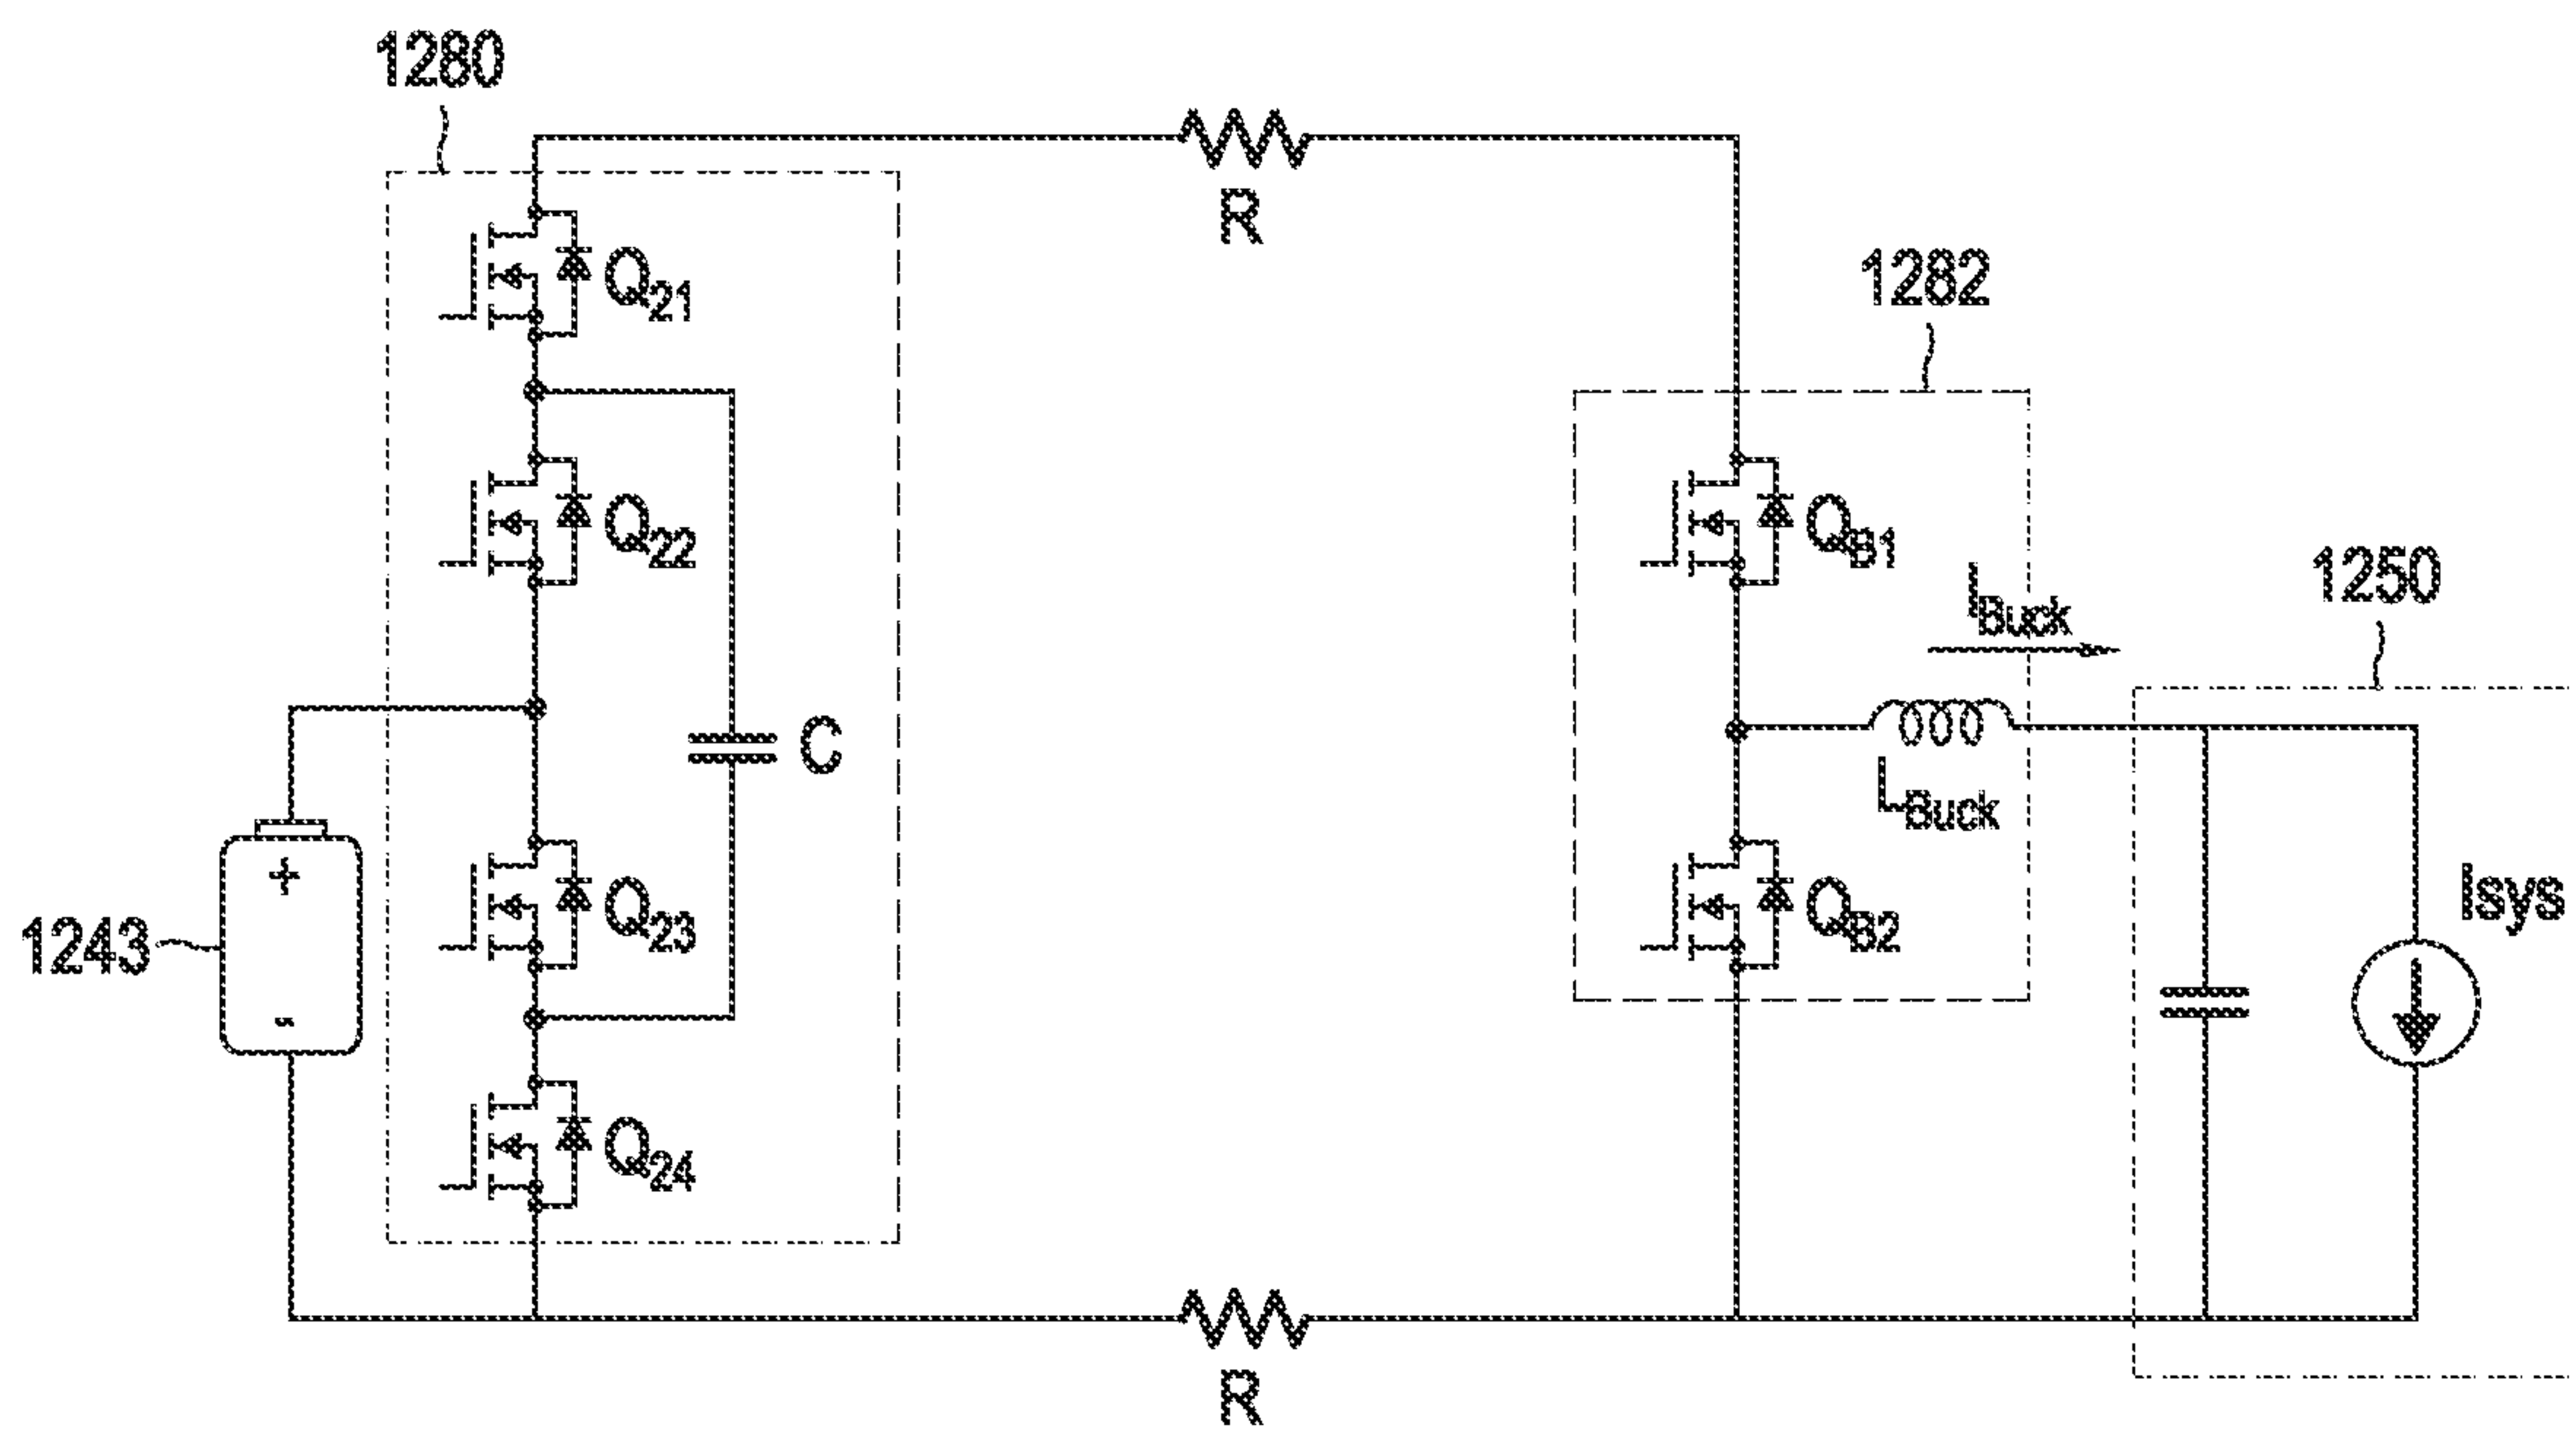 1280
R
Q21
1282
Q22
QB1
IBuck
1250
C
LBuck
+
Q23
QB2
Isys
1243
-
Q24
R